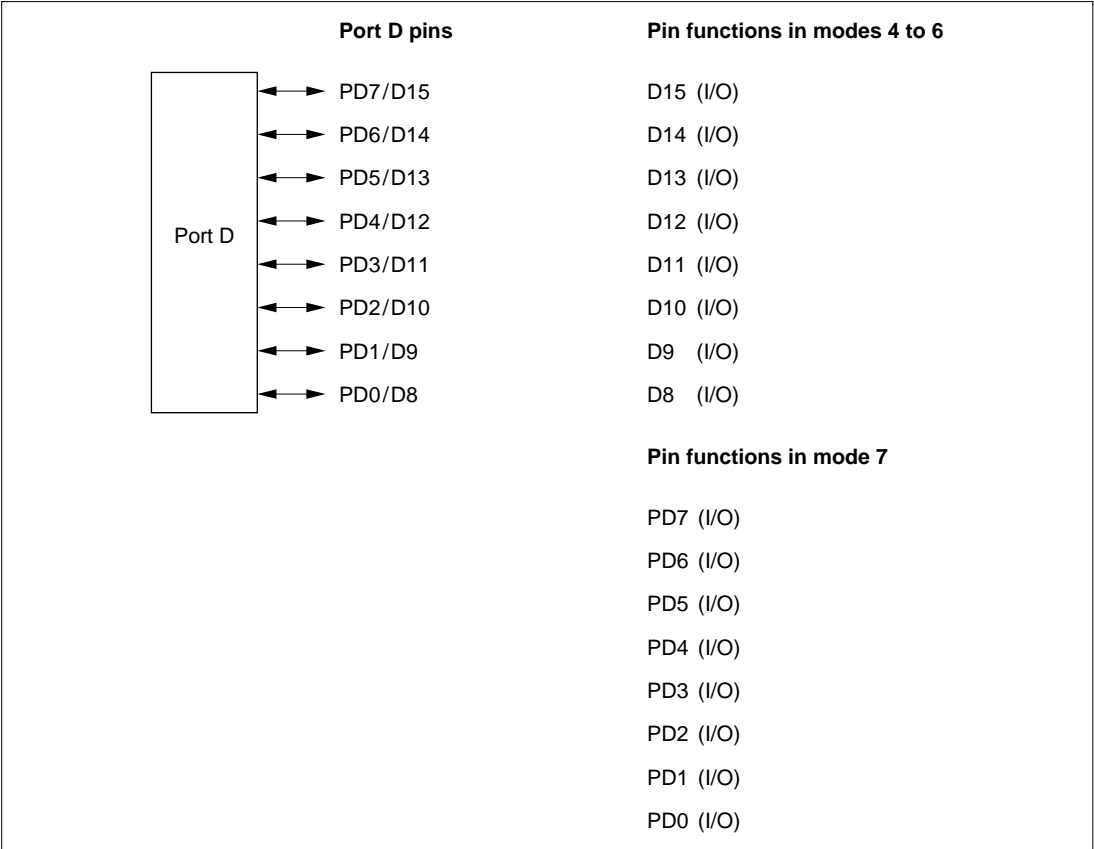 Port D pins Pin functions in modes 4 to 6
PD7/D15 D15 (I/O)
PD6/D14 D14 (I/O)
PD5/D13 D13 (I/O)
PD4/D12 D12 (I/O)
Port D
PD3/D11 D11 (I/O)
PD2/D10 D10 (I/O)
PD1/D9 D9 (I/O)
PD0/D8 D8 (I/O)
Pin functions in mode 7
PD7 (I/O)
PD6 (I/O)
PD5 (I/O)
PD4 (I/O)
PD3 (I/O)
PD2 (I/O)
PD1 (I/O)
PD0 (I/O)